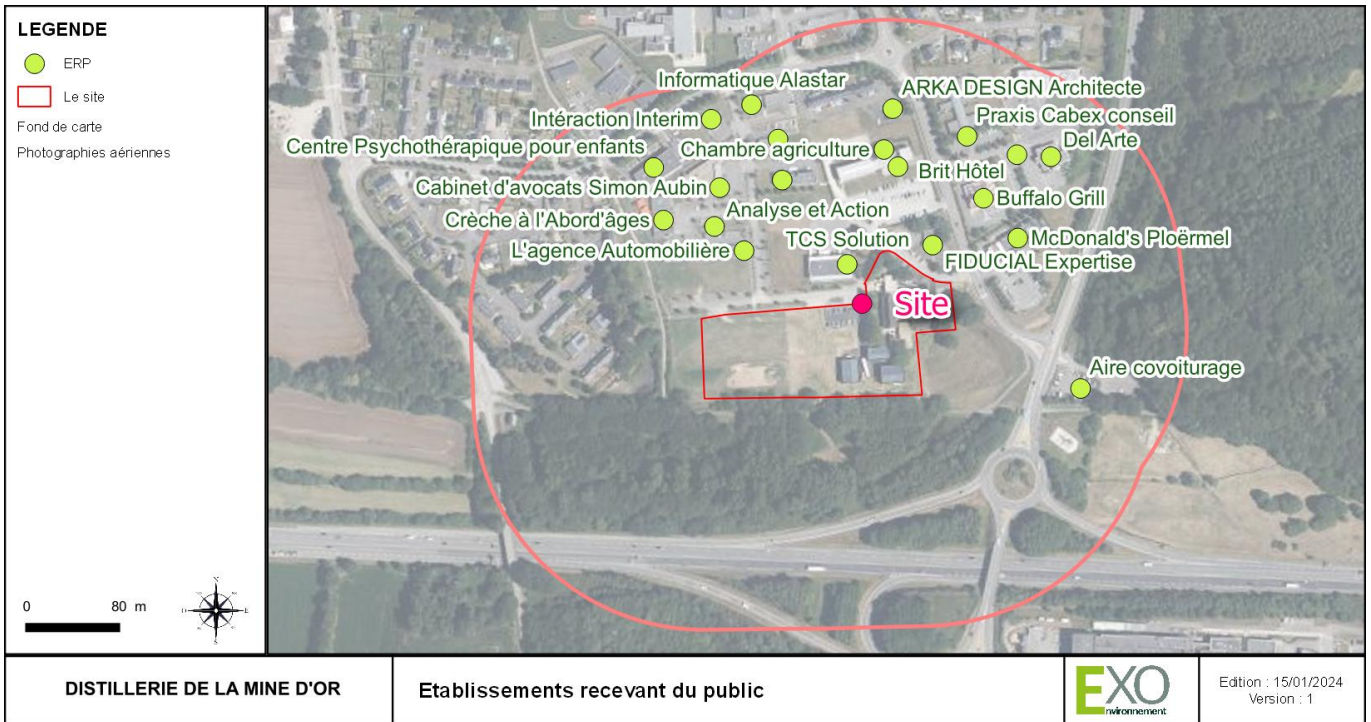 LEGENDE
ERP
Le site
Fond de carte
Photographies aériennes
0 80 m
N
O E
S
Informatique Alastar
ARKA DESIGN Architecte
Intéraction Interim
Praxis Cabex conseil
Centre Psychothérapique pour enfants
Chambre agriculture
Del Arte
Brit Hôtel
Cabinet d'avocats Simon Aubin
Buffalo Grill
Crèche à l'Abord'âges
Analyse et Action
L'agence Automobilière
TCS Solution
McDonald's Ploërmel
FIDUCIAL Expertise
Site
Aire covoiturage
DISTILLERIE DE LA MINE D'OR
Etablissements recevant du public
EXO
nvironnement
Edition : 15/01/2024
Version : 1